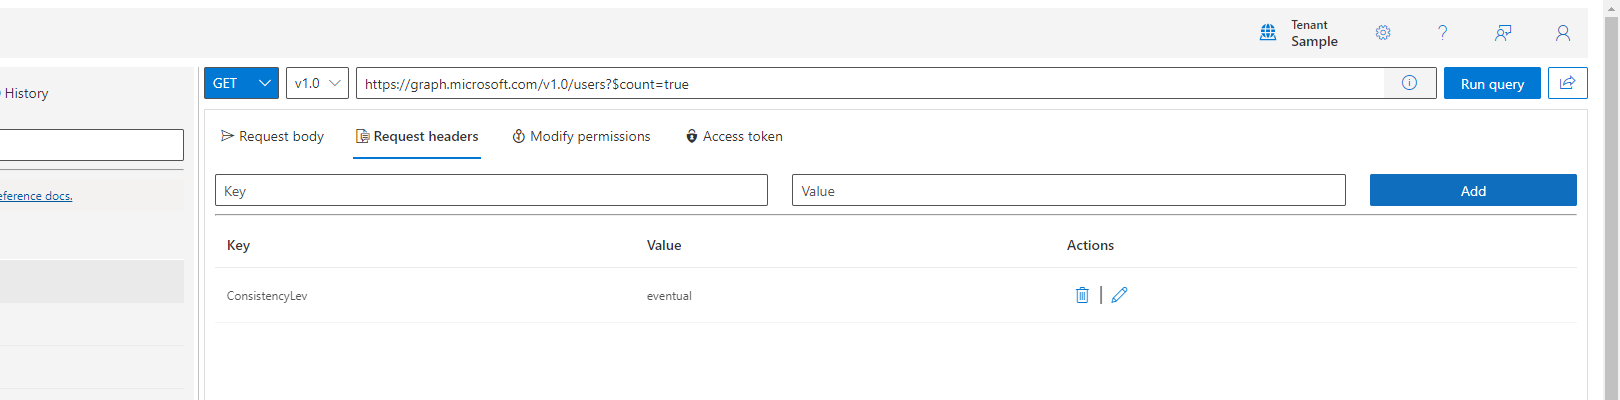 Tenant
Sample
History
GET
v1.0
https://graph.microsoft.com/v1.0/users?$count=true
Run query
Request body
Request headers
Modify permissions
Access token
eference docs.
Key
Value
Add
Key
Value
Actions
ConsistencyLev
eventual